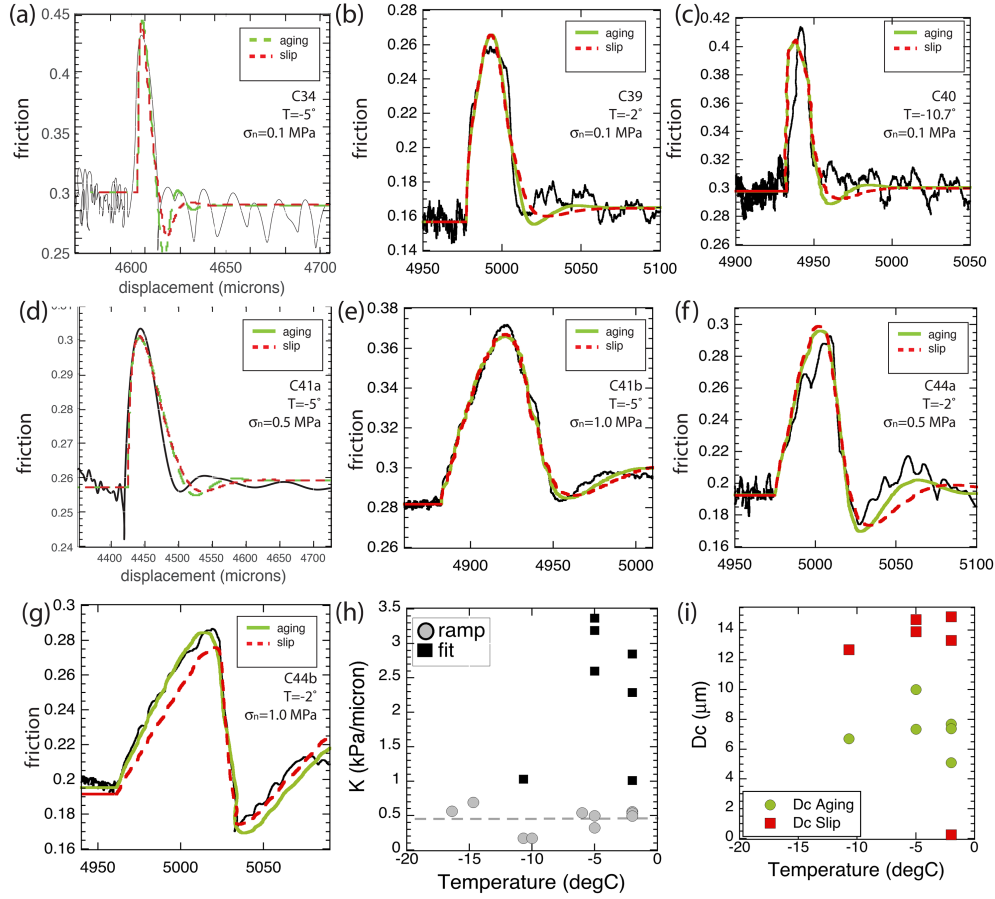 (a)
0.45
0.4
0.35
0.3
0.25
friction
aging
slip
C34
T=-5°
σn=0.1 MPa
4600
4650
4700
displacement (microns)
(b)
0.28
0.26
0.24
0.22
0.20
0.18
0.16
0.14
friction
aging
slip
C39
T=-2°
σn=0.1 MPa
4950
5000
5050
5100
(c)
0.42
0.4
0.38
0.36
0.34
0.32
0.3
0.28
0.26
friction
aging
slip
C40
T=-10.7°
σn=0.1 MPa
4900
4950
5000
5050
(d)
0.3
0.29
0.28
0.27
0.26
0.25
0.24
friction
aging
slip
C41a
T=-5°
σn=0.5 MPa
4400
4450
4500
4550
4600
4650
4700
displacement (microns)
(e)
0.38
0.36
0.34
0.32
0.3
0.28
0.26
friction
aging
slip
C41b
T=-5°
σn=1.0 MPa
4900
4950
5000
(f)
0.3
0.28
0.26
0.24
0.22
0.20
0.18
0.16
friction
aging
slip
C44a
T=-2°
σn=0.5 MPa
4950
5000
5050
5100
(g)
0.3
0.28
0.26
0.24
0.22
0.2
0.18
0.16
friction
aging
slip
C44b
T=-2°
σn=1.0 MPa
4950
5000
5050
(h)
3.5
3
2.5
2
1.5
1
0.5
0
K (kPa/micron)
ramp
fit
-20
-15
-10
-5
0
Temperature (degC)
(i)
14
12
10
8
6
4
2
0
Dc (μm)
Dc Aging
Dc Slip
-20
-15
-10
-5
0
Temperature (degC)